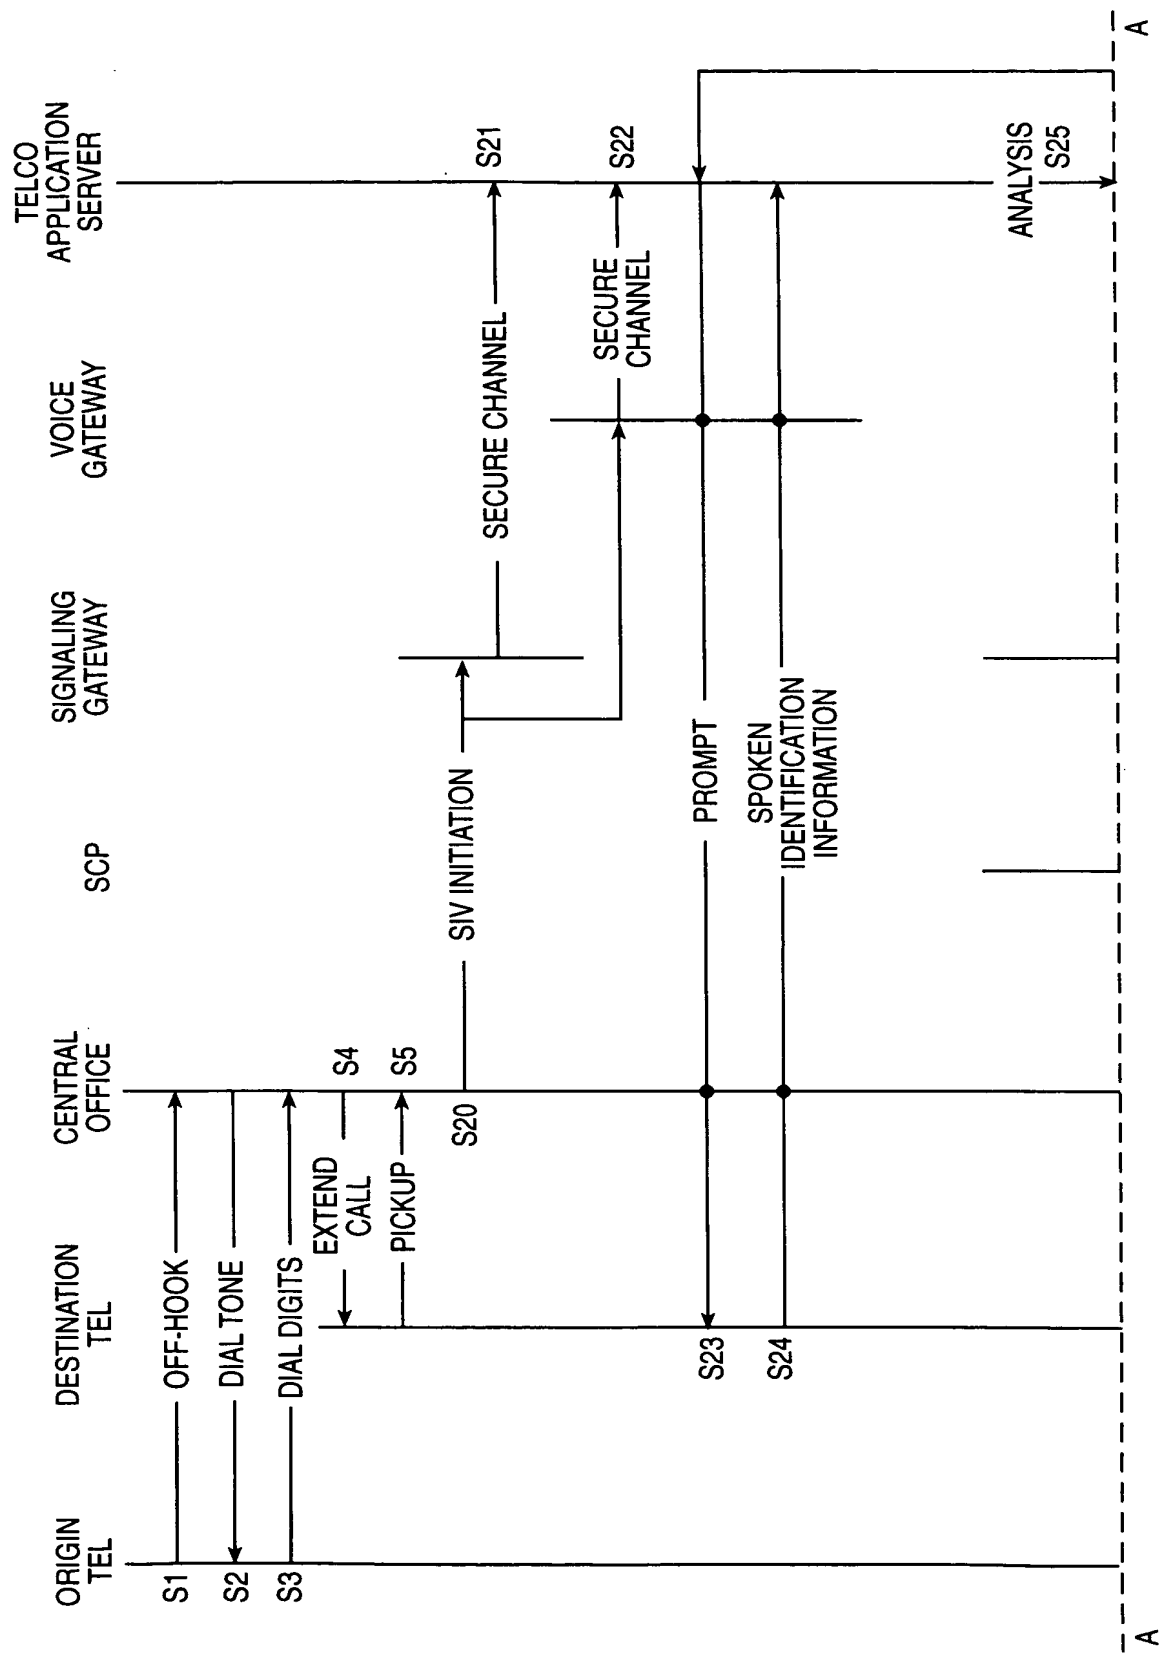 ORIGIN
TEL
DESTINATION
TEL
CENTRAL
OFFICE
SCP
SIGNALING
GATEWAY
VOICE
GATEWAY
TELCO
APPLICATION
SERVER
S1
OFF-HOOK
S2
DIAL TONE
S3
DIAL DIGITS
EXTEND
CALL
S4
PICKUP
S5
S20
SIV INITIATION
SECURE CHANNEL
S21
SECURE
CHANNEL
S22
S23
PROMPT
S24
SPOKEN
IDENTIFICATION
INFORMATION
ANALYSIS
S25
A
A